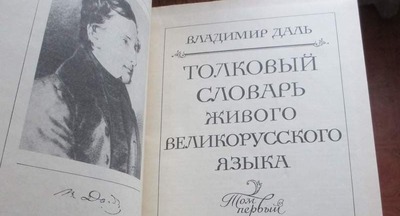 ВЛАДИМИР ДАЛЬ
ТОЛКОВЫЙ
СЛОВАРЬ
ЖИВОГО
ВЕЛИКОРУССКОГО
ЯЗЫКА
Том
первый